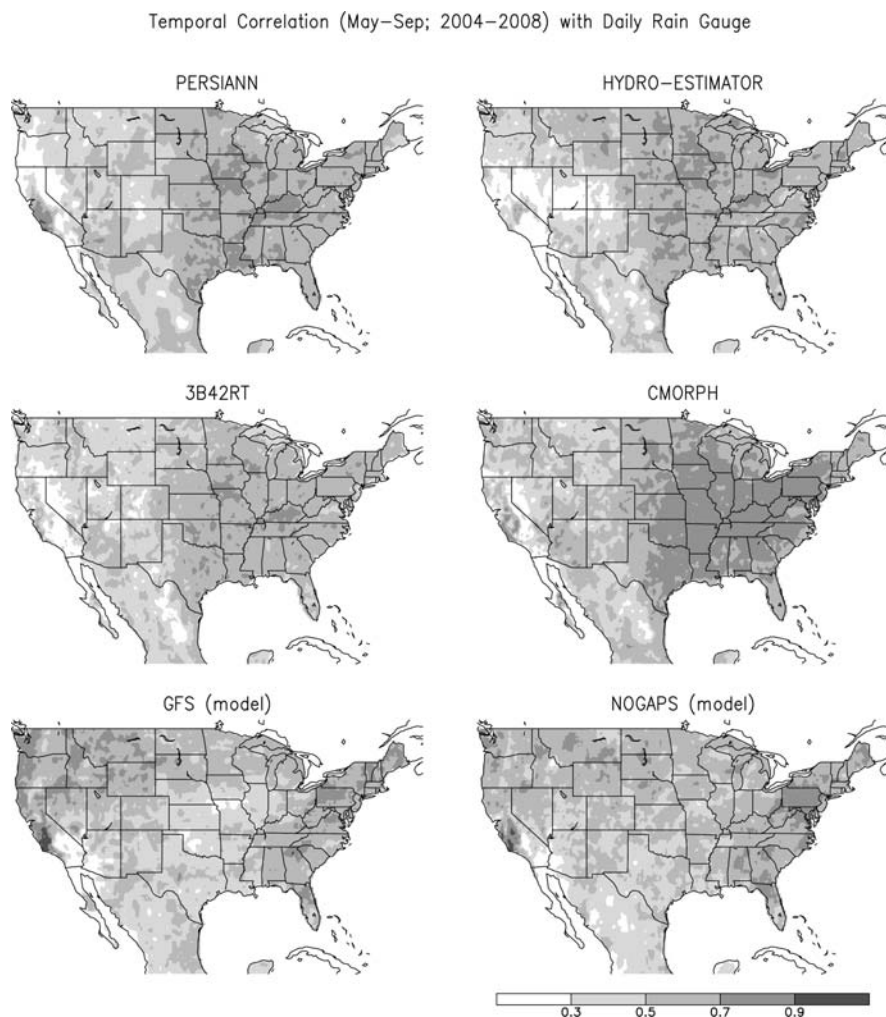 Temporal Correlation (May-Sep; 2004-2008) with Daily Rain Gauge
PERSIANN
HYDRO-ESTIMATOR
3B42RT
CMORPH
GFS (model)
NOGAPS (model)
0.3 0.5 0.7 0.9